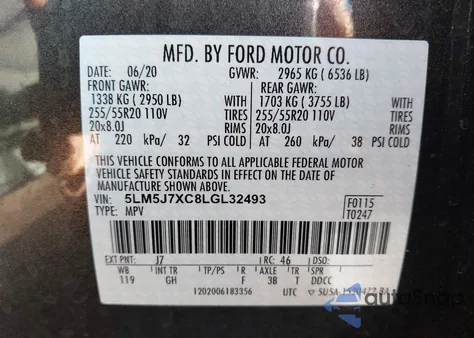 MFD. BY FORD MOTOR CO.
DATE: 06/20 GVWR: 2965 KG ( 6536 LB)
FRONT GAWR: REAR GAWR:
1338 KG ( 2950 LB) WITH 1703 KG ( 3755 LB) WITH
255/55R20 110V TIRES 255/55R20 110V TIRES
20x8.0J RIMS 20x8.0J RIMS
AT 220 kPa/ 32 PSI COLD AT 260 kPa/ 38 PSI COLD
THIS VEHICLE CONFORMS TO ALL APPLICABLE FEDERAL MOTOR
VEHICLE SAFETY STANDARDS IN EFFECT ON THE DATE OF
MANUFACTURE SHOWN ABOVE.
VIN: 5LM5J7XC8LGL32493 F0115
TYPE: MPV T0247
EXT PNT: J7 RC: 46 DSO:
WB INT TR TP/PS R AXLE TR SPR
119 GH F 3B T DDCC
1202006183356 UTC
autoSnap